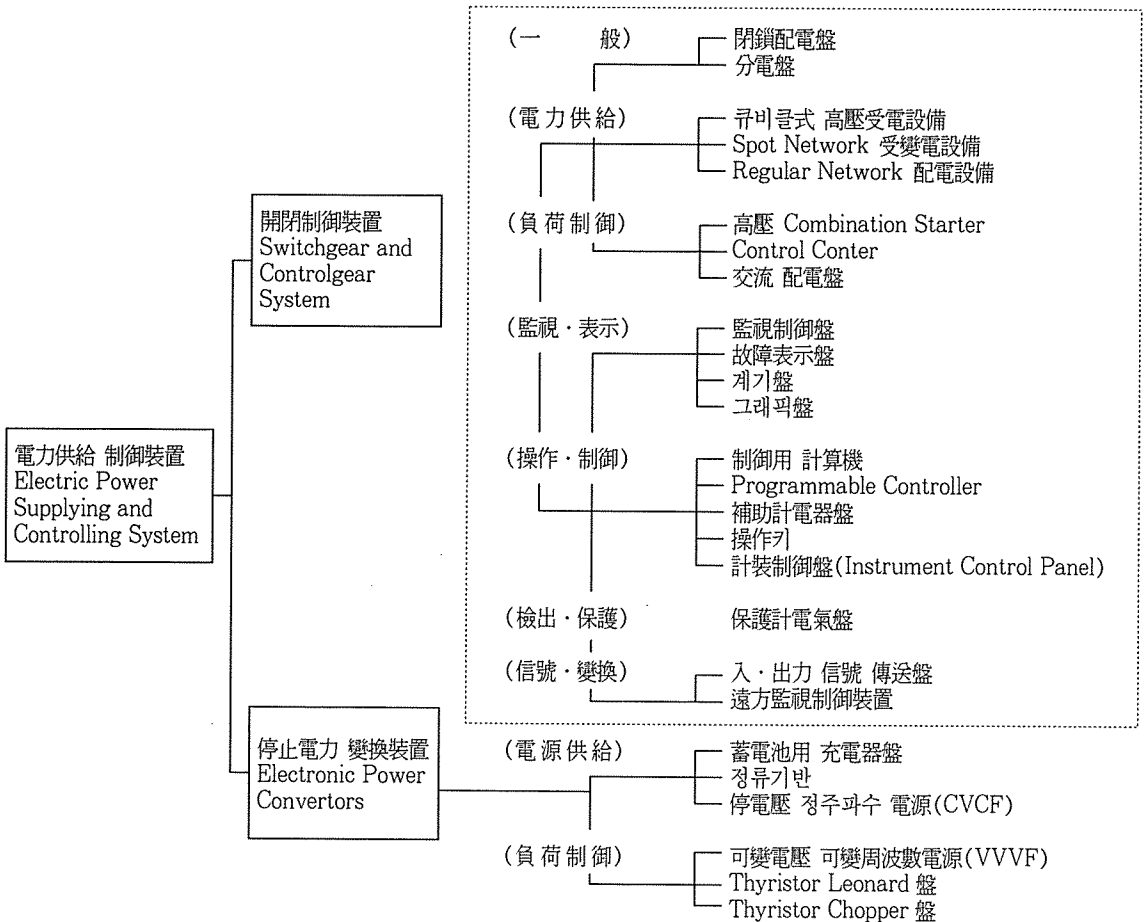 (一 般)
閉鎖配電盤
分電盤
(電力供給)
큐비클式 高壓受電設備
Spot Network 受變電設備
Regular Network 配電設備
開閉制御裝置
Switchgear and
Controlgear
System
(負荷制御)
高壓 Combination Starter
Control Conter
交流 配電盤
(監視·表示)
監視制御盤
故障表示盤
계기盤
그래픽盤
電力供給 制御裝置
Electric Power
Supplying and
Controlling System
(操作·制御)
制御用 計算機
Programmable Controller
補助計電器盤
操作키
計裝制御盤(Instrument Control Panel)
(檢出·保護)
保護計電氣盤
(信號·變換)
入·出力 信號 傳送盤
遠方監視制御裝置
停止電力 變換裝置
Electronic Power
Convertors
(電源供給)
蓄電池用 充電器盤
정류기반
停電壓 정주파수 電源(CVCF)
(負荷制御)
可變電壓 可變周波數電源(VVVF)
Thyristor Leonard 盤
Thyristor Chopper 盤